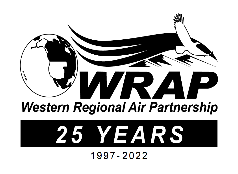 WRAP
Western Regional Air Partnership
25 YEARS
1997-2022